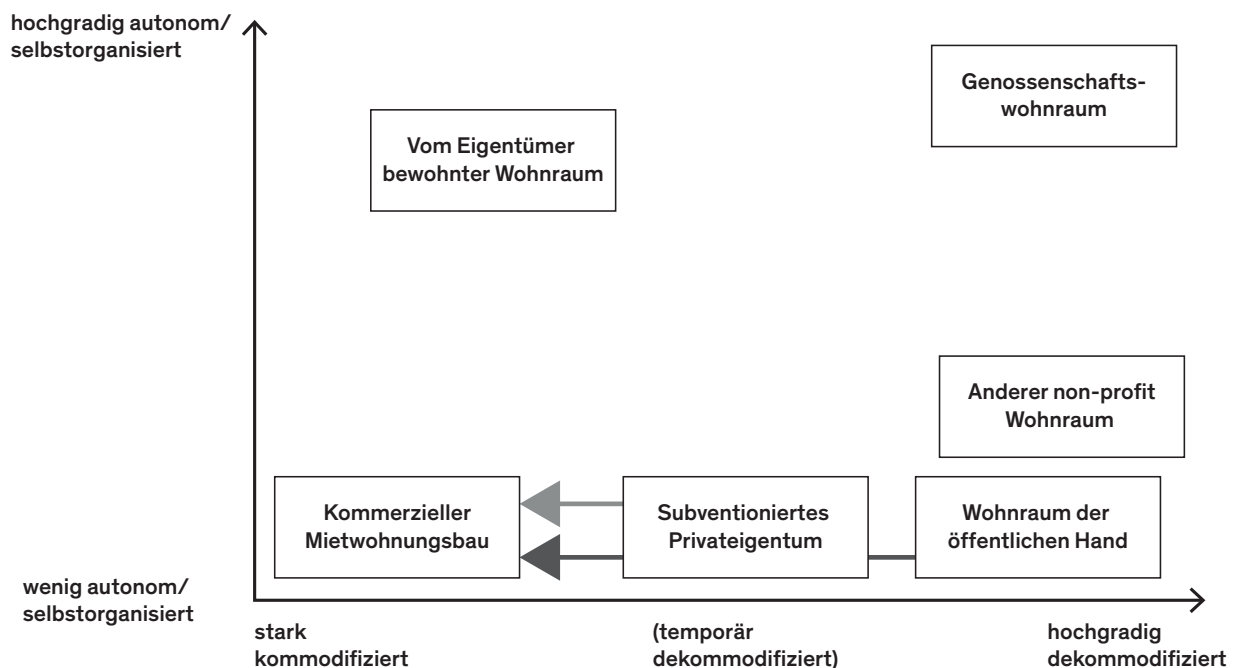 hochgradig autonom/
selbstorganisiert
Genossenschafts-
wohnraum
Vom Eigentümer
bewohnter Wohnraum
Anderer non-profit
Wohnraum
Kommerzieller
Mietwohnungsbau
Subventioniertes
Privateigentum
Wohnraum der
öffentlichen Hand
wenig autonom/
selbstorganisiert
stark
kommodifiziert
(temporär
dekommodifiziert)
hochgradig
dekommodifiziert